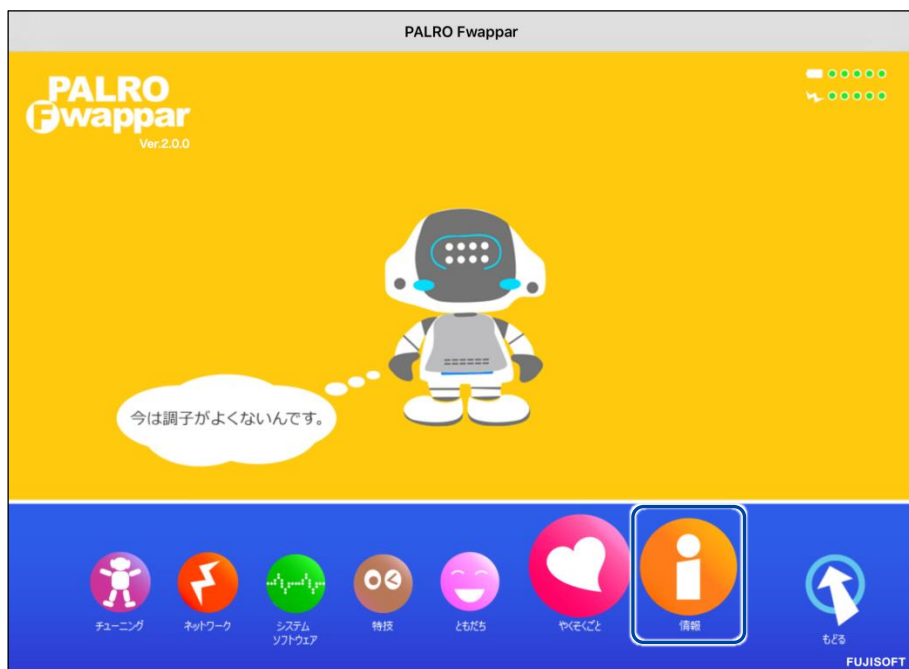 PALRO Fwappar
PALRO
Fwappar
Ver.2.0.0
今は調子がよくないんです。
チューニング
ネットワーク
システム
ソフトウェア
特技
ともだち
やくそくごと
情報
もどる
FUJISOFT